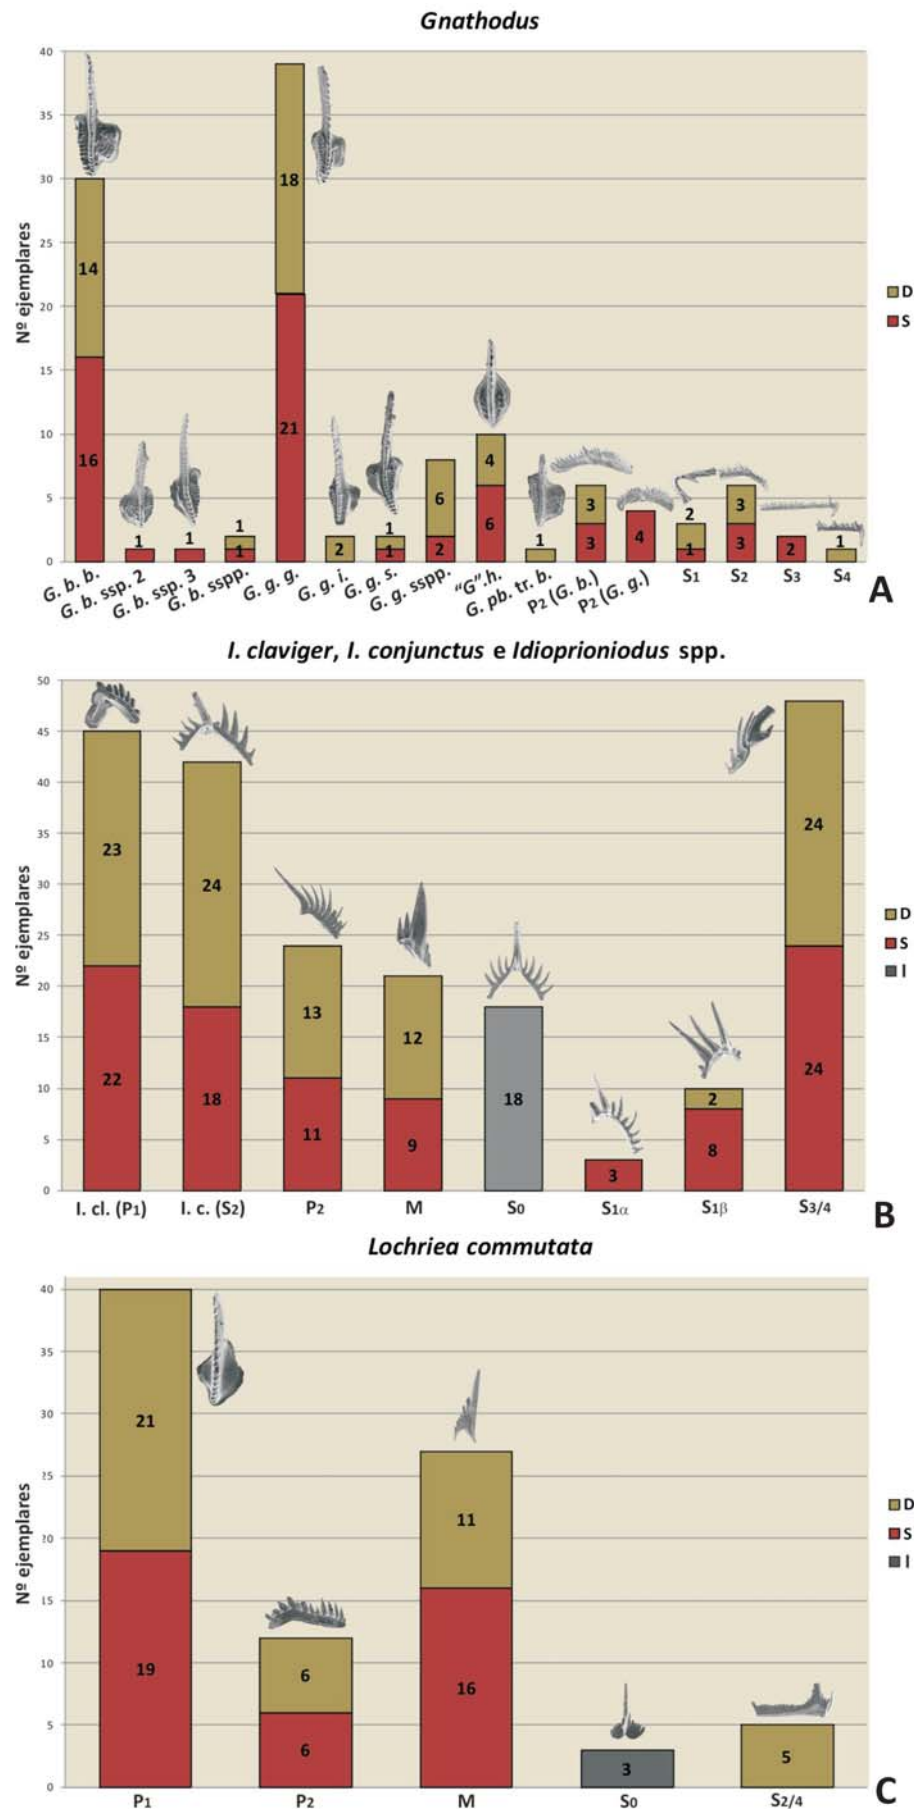 Gnathodus
40
35
30
25
20
15
10
5
0
Nº ejemplares
14
16
1
1
1
1
18
21
2
1
1
6
2
4
6
1
3
3
4
2
1
3
3
2
1
D
S
G. b. b.
G. b. ssp. 2
G. b. ssp. 3
G. b. sspp.
G. g. g.
G. g. i.
G. g. s.
G. g. sspp.
"G".h.
G. pb. tr. b.
P2 (G. b.)
P2 (G. g.)
S1
S2
S3
S4
A
I. claviger, I. conjunctus e Idioprioniodus spp.
50
45
40
35
30
25
20
15
10
5
0
Nº ejemplares
23
22
24
18
13
11
12
9
18
3
2
8
24
24
D
S
I
I. cl. (P1)
I. c. (S2)
P2
M
S0
S1α
S1β
S3/4
B
Lochriea commutata
40
35
30
25
20
15
10
5
0
Nº ejemplares
21
19
6
6
11
16
3
5
D
S
I
P1
P2
M
S0
S2/4
C